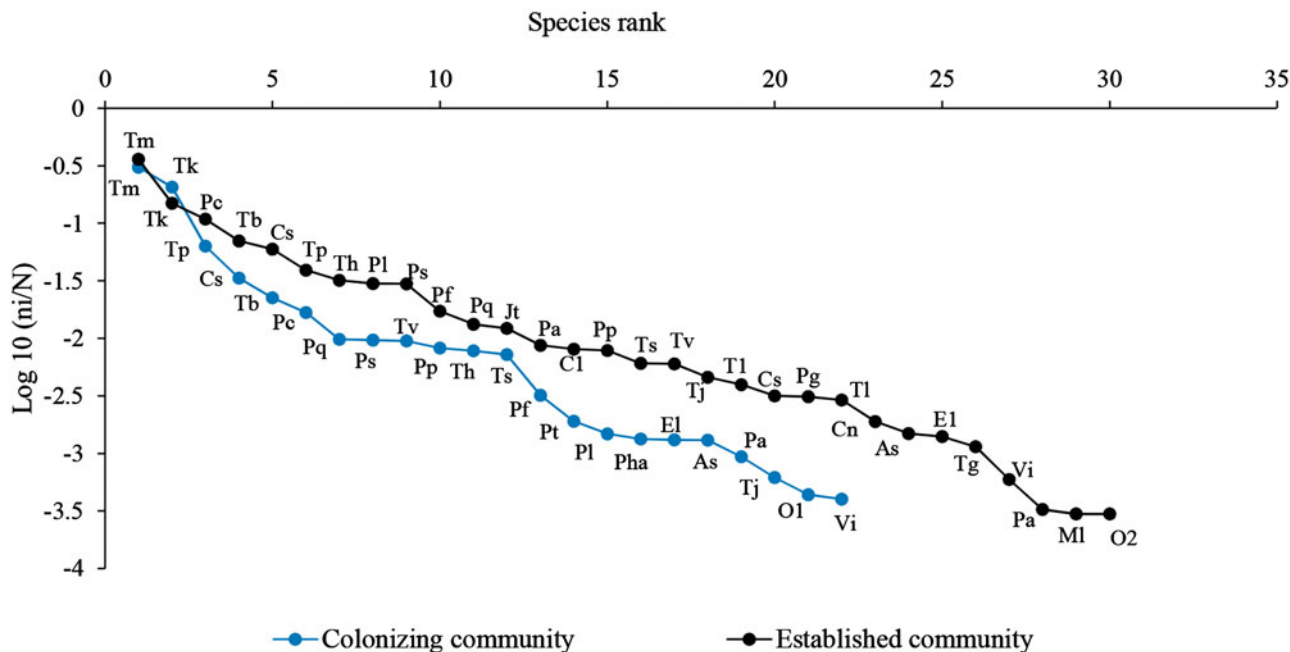 Species rank
0 5 10 15 20 25 30 35
0
-0.5
-1
-1.5
-2
-2.5
-3
-3.5
-4
Log 10 (ni/N)
Tm Tk Pc Tb Cs Tp Th Pl Ps Pf Pq Jt Pa C1 Pp Ts Tv Tj T1 Cs Pg Tl Cn As E1 Tg Vi Pa Ml O2
Tm Tk Tp Cs Tb Pc Pq Ps Tv Pp Th Ts Pf Pt Pl Pha El As Pa Tj O1 Vi
Colonizing community Established community